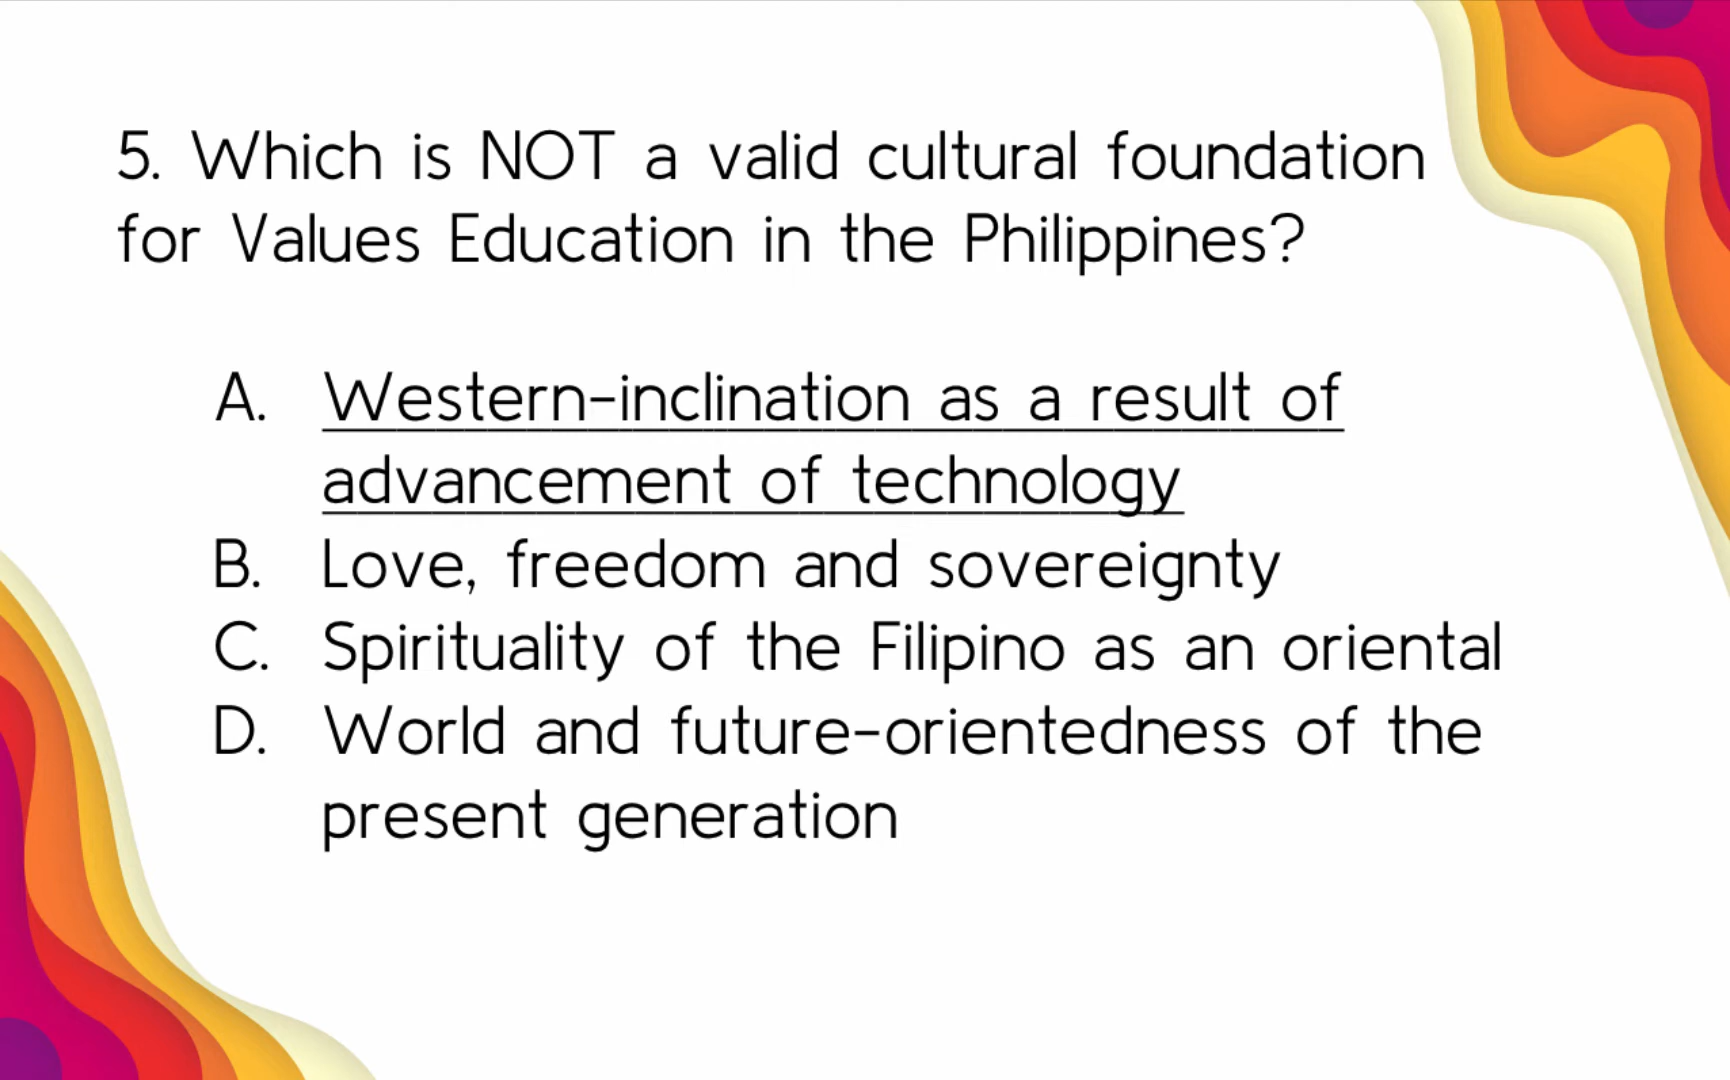 5. Which is NOT a valid cultural foundation
for Values Education in the Philippines?
A. Western-inclination as a result of
advancement of technology
B. Love, freedom and sovereignty
C. Spirituality of the Filipino as an oriental
D. World and future-orientedness of the
present generation